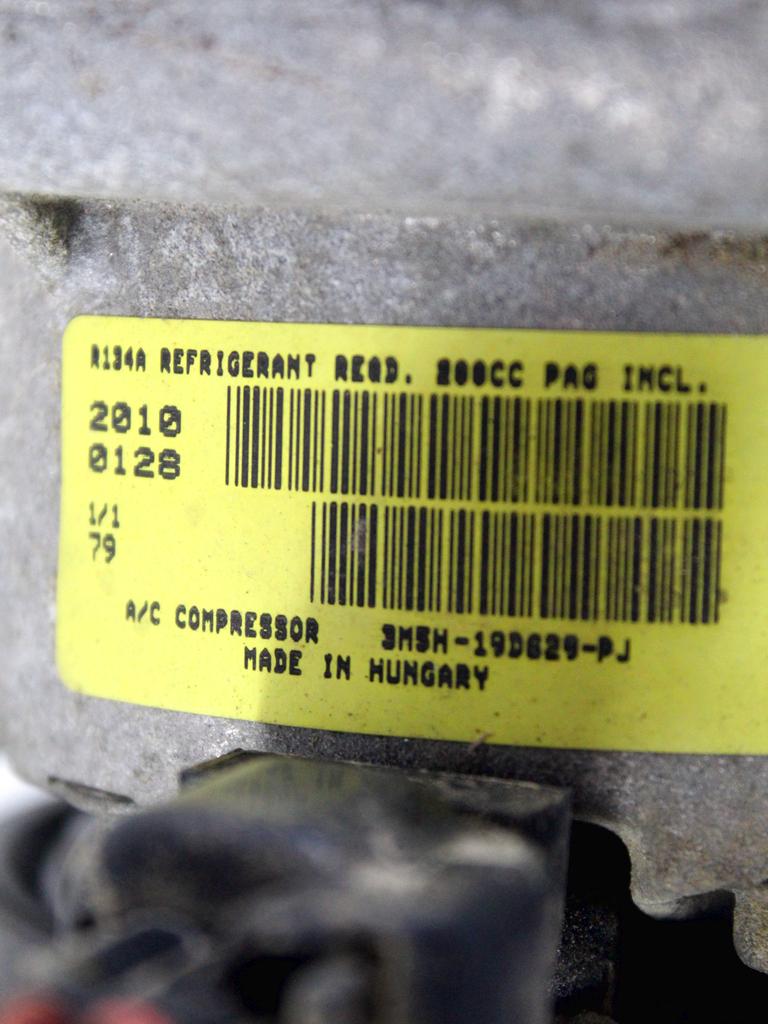 R134A REFRIGERANT REQD. 200CC PAG INCL.
2010
0128
1/1
79
A/C COMPRESSOR 3M5H-19D629-PJ
MADE IN HUNGARY